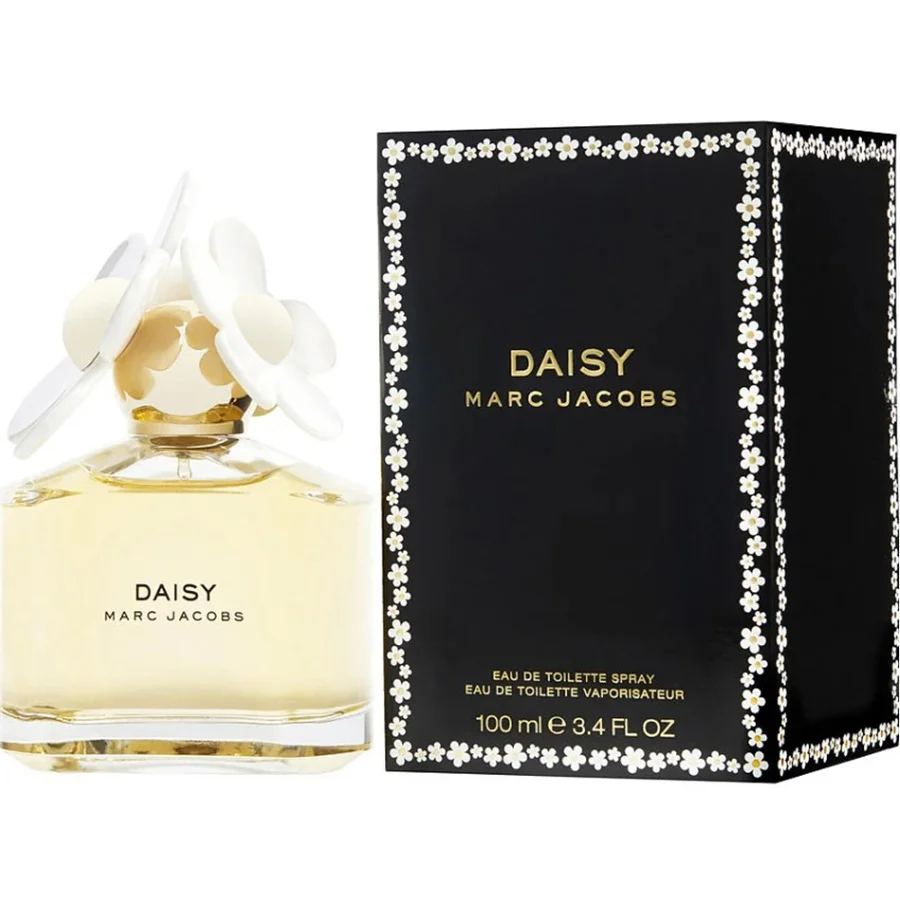 DAISY
MARC JACOBS
DAISY
MARC JACOBS
EAU DE TOILETTE SPRAY
EAU DE TOILETTE VAPORISATEUR
100 ml ℮ 3.4 FL OZ